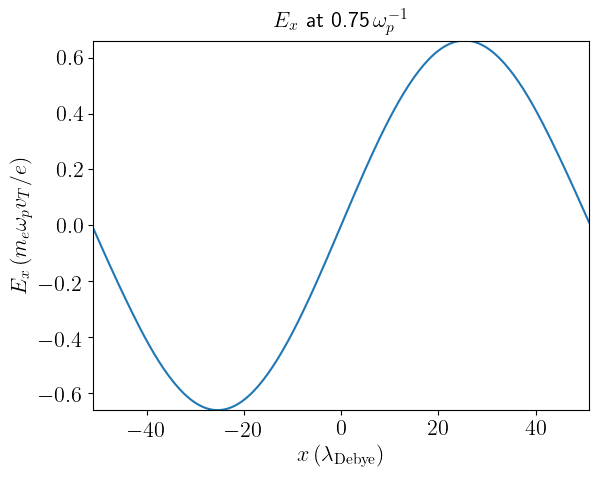 $E_x$ at $0.75\,\omega_p^{-1}$
0.6
0.4
0.2
0.0
−0.2
−0.4
−0.6
$E_x\,(m_e\omega_p v_T/e)$
−40 −20 0 20 40
$x\,(\lambda_{\mathrm{Debye}})$